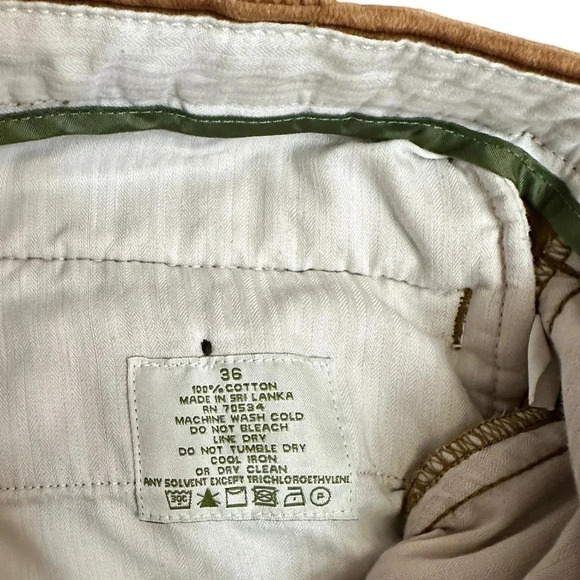 36
100% COTTON
MADE IN SRI LANKA
RN 70534
MACHINE WASH COLD
DO NOT BLEACH
LINE DRY
DO NOT TUMBLE DRY
COOL IRON
OR DRY CLEAN
ANY SOLVENT EXCEPT TRICHLOROETHYLENE
30C P